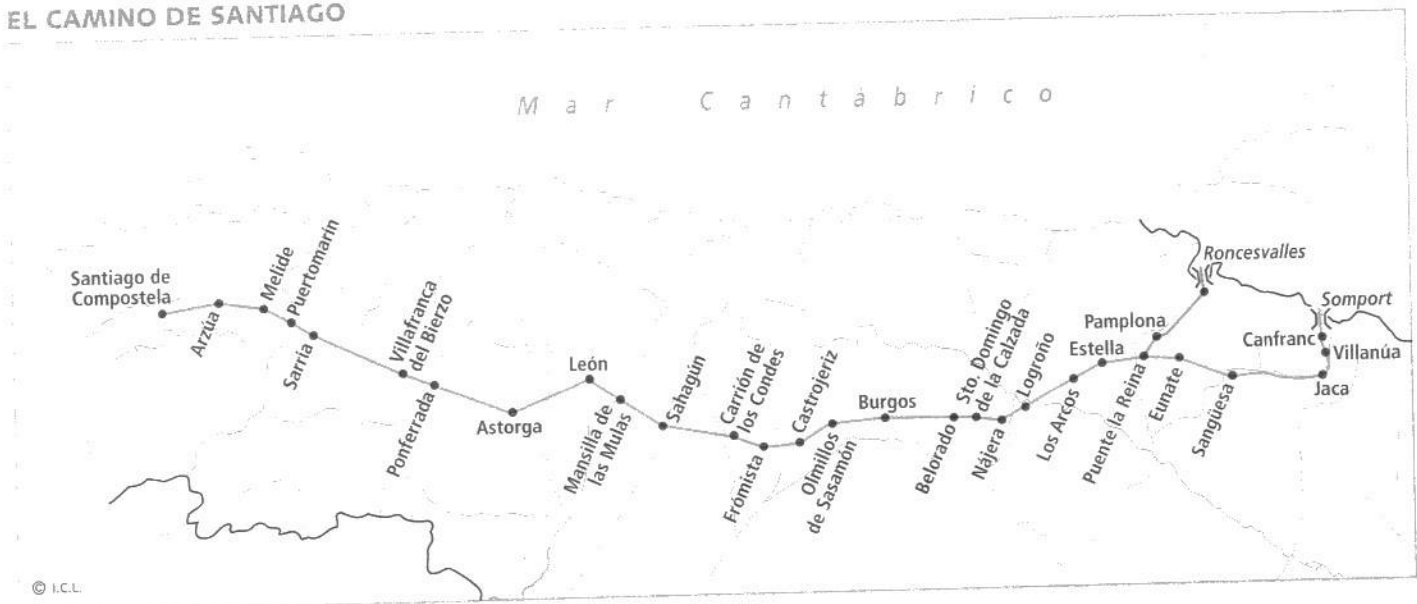 EL CAMINO DE SANTIAGO
Mar Cantábrico
Santiago de
Compostela
Arzúa
Melide
Puertomarín
Sarria
Villafranca
del Bierzo
Ponferrada
Astorga
León
Mansilla de
las Mulas
Sahagún
Carrión de
los Condes
Frómista
Castrojeriz
Olmillos
de Sasamón
Burgos
Belorado
Sto. Domingo
de la Calzada
Nájera
Logroño
Los Arcos
Estella
Pamplona
Puente la Reina
Eunate
Sangüesa
Roncesvalles
Somport
Canfranc
Villanúa
Jaca
© I.C.L.